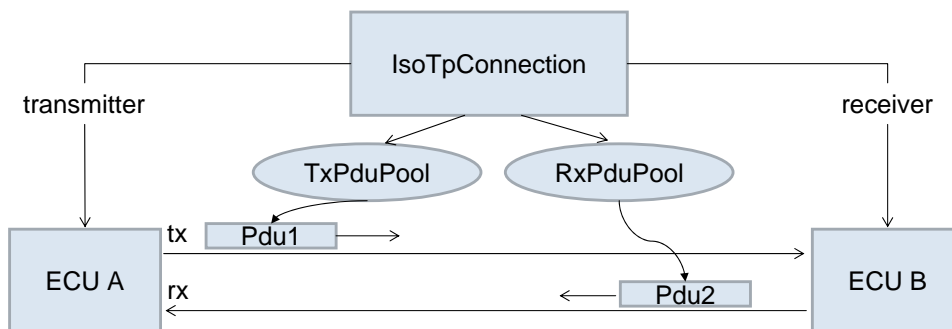 IsoTpConnection
transmitter
receiver
TxPduPool
RxPduPool
tx
Pdu1
ECU A
ECU B
rx
Pdu2